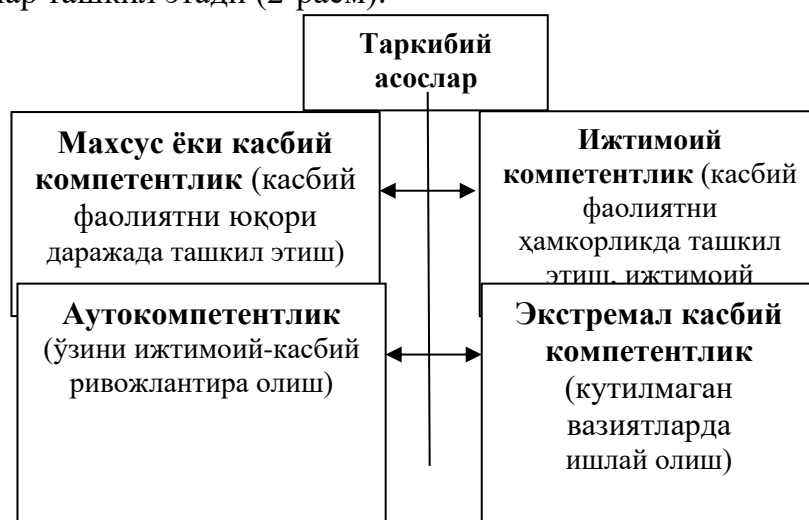 лар ташкил этади (2-расм).
Таркибий
асослар
Махсус ёки касбий
компетентлик (касбий
фаолиятни юқори
даражада ташкил этиш)
Ижтимоий
компетентлик (касбий
фаолиятни
ҳамкорликда ташкил
этиш, ижтимоий
Аутокомпетентлик
(ўзини ижтимоий-касбий
ривожлантира олиш)
Экстремал касбий
компетентлик
(кутилмаган
вазиятларда
ишлай олиш)